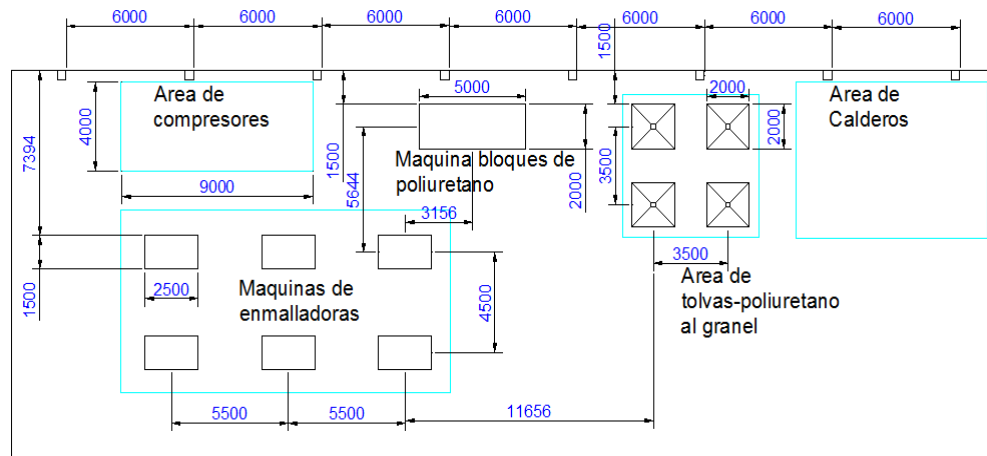 6000 6000 6000 6000 6000 6000 6000
1500
5000
2000
Area de
compresores
Area de
Calderos
4000
7394
1500
5644
Maquina bloques de
poliuretano
2000
3500
2000
9000
3156
3500
1500
2500
Maquinas de
enmalladoras
4500
Area de
tolvas-poliuretano
al granel
5500 5500 11656